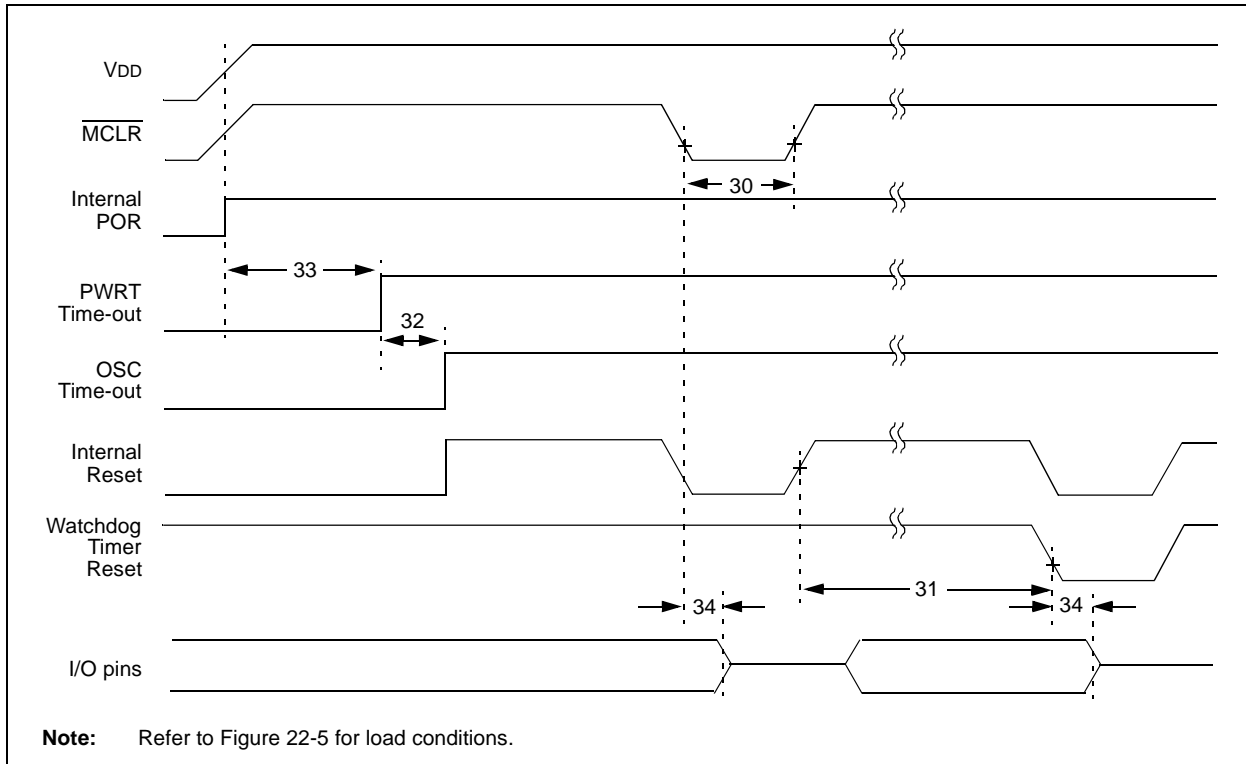 VDD
MCLR
30
Internal
POR
33
PWRT
Time-out
32
OSC
Time-out
Internal
Reset
Watchdog
Timer
Reset
31
34
34
I/O pins
Note: Refer to Figure 22-5 for load conditions.